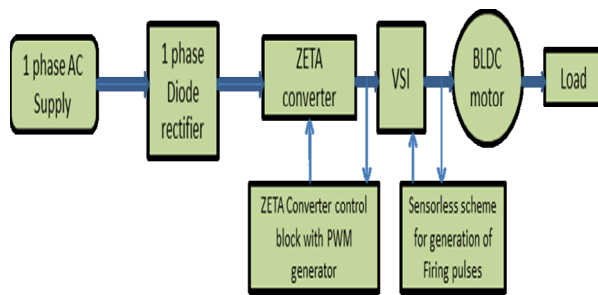 1 phase AC
Supply
1 phase
Diode
rectifier
ZETA
converter
VSI
BLDC
motor
Load
ZETA Converter control
block with PWM
generator
Sensorless scheme
for generation of
Firing pulses